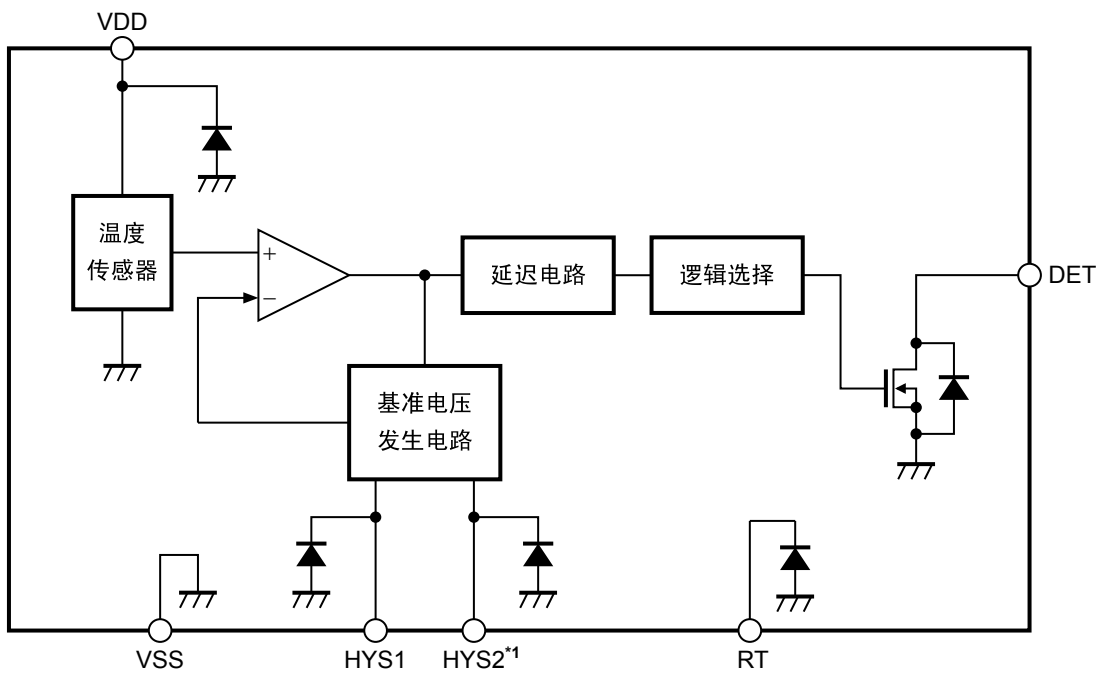 VDD
温度
传感器
+
−
延迟电路
逻辑选择
DET
基准电压
发生电路
VSS
HYS1
HYS2*1
RT